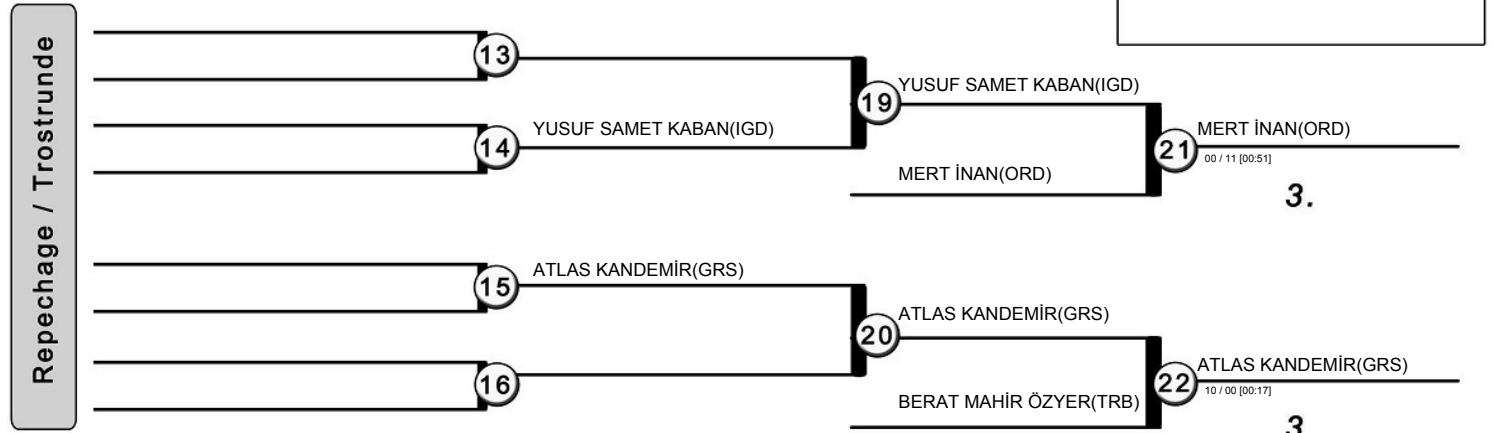 Repechage / Trostrunde
13
YUSUF SAMET KABAN(IGD)
14
19
YUSUF SAMET KABAN(IGD)
MERT İNAN(ORD)
21
MERT İNAN(ORD)
00 / 11 [00:51]
3.
ATLAS KANDEMİR(GRS)
15
16
20
ATLAS KANDEMİR(GRS)
BERAT MAHİR ÖZYER(TRB)
22
ATLAS KANDEMİR(GRS)
10 / 00 [00:17]
3